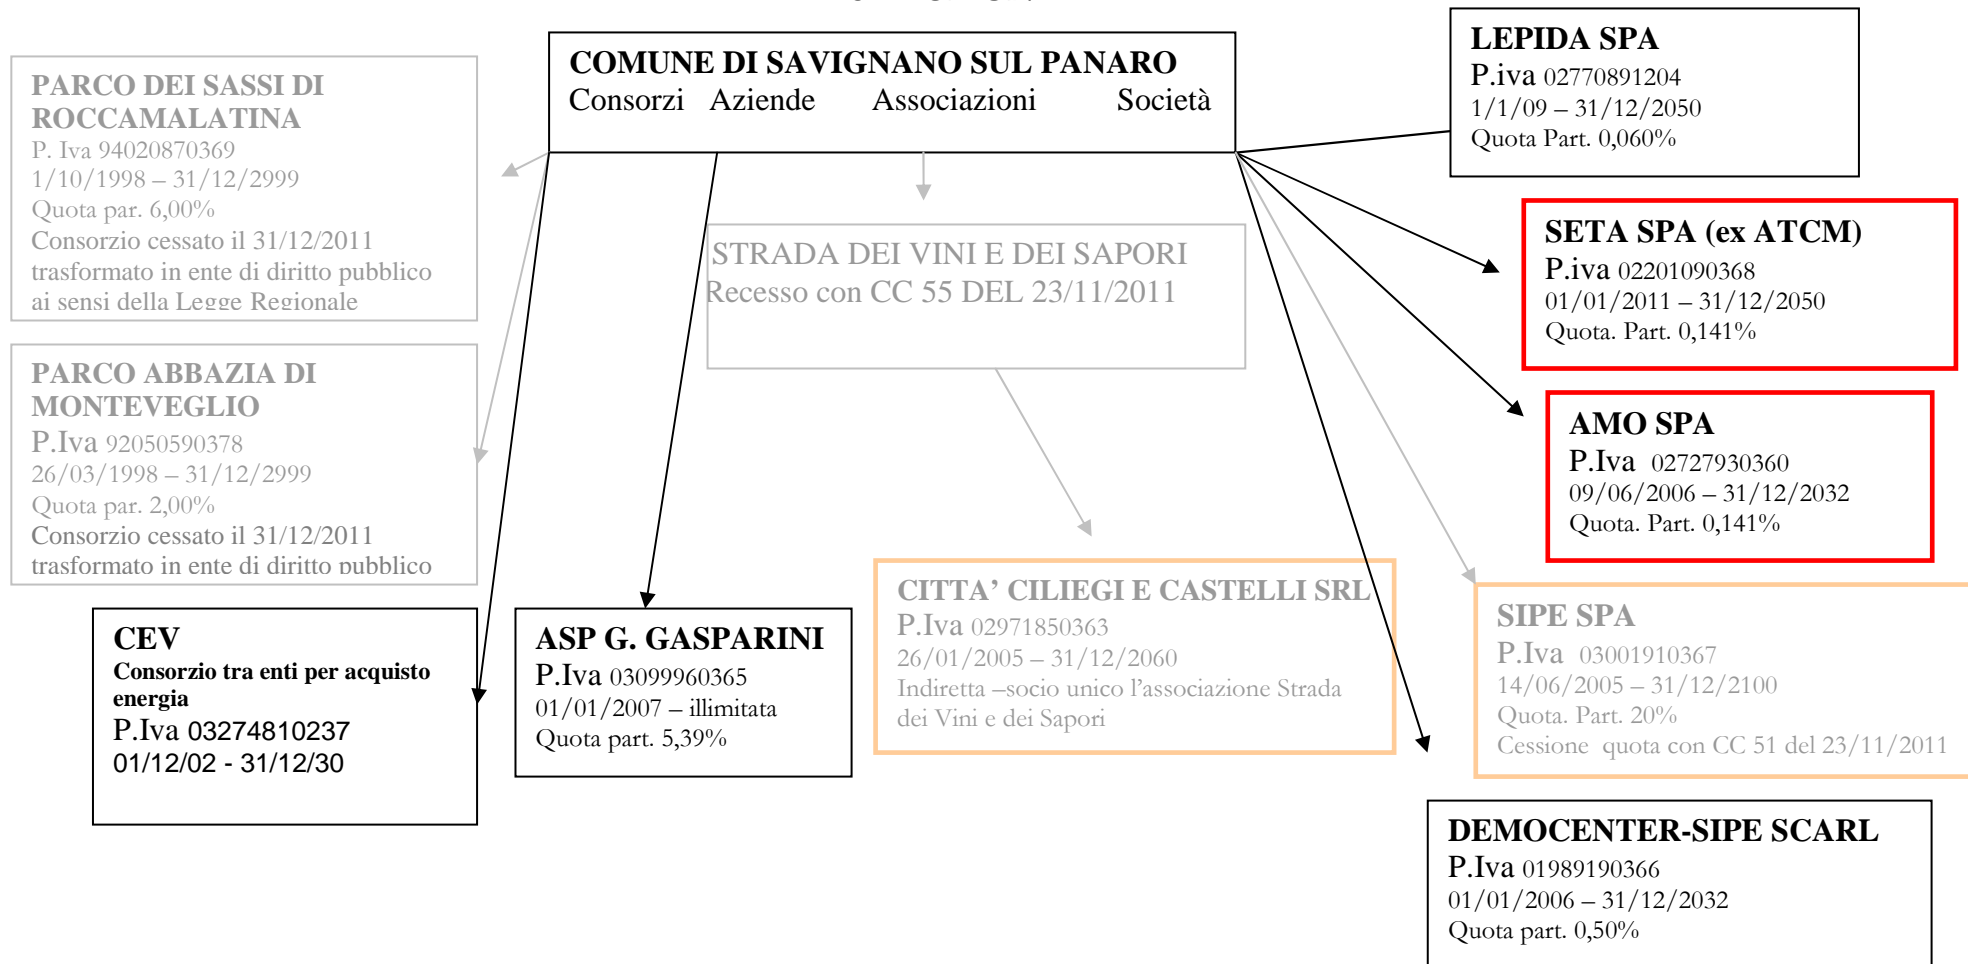 COMUNE DI SAVIGNANO SUL PANARO
Consorzi Aziende Associazioni Società
LEPIDA SPA
P.iva 02770891204
1/1/09 – 31/12/2050
Quota Part. 0,060%
PARCO DEI SASSI DI
ROCCAMALATINA
P. Iva 94020870369
1/10/1998 – 31/12/2999
Quota par. 6,00%
Consorzio cessato il 31/12/2011
trasformato in ente di diritto pubblico
ai sensi della Legge Regionale
STRADA DEI VINI E DEI SAPORI
Recesso con CC 55 DEL 23/11/2011
SETA SPA (ex ATCM)
P.iva 02201090368
01/01/2011 – 31/12/2050
Quota. Part. 0,141%
PARCO ABBAZIA DI
MONTEVEGLIO
P.Iva 92050590378
26/03/1998 – 31/12/2999
Quota par. 2,00%
Consorzio cessato il 31/12/2011
trasformato in ente di diritto pubblico
AMO SPA
P.Iva 02727930360
09/06/2006 – 31/12/2032
Quota. Part. 0,141%
CEV
Consorzio tra enti per acquisto
energia
P.Iva 03274810237
01/12/02 - 31/12/30
ASP G. GASPARINI
P.Iva 03099960365
01/01/2007 – illimitata
Quota part. 5,39%
CITTA’ CILIEGI E CASTELLI SRL
P.Iva 02971850363
26/01/2005 – 31/12/2060
Indiretta –socio unico l’associazione Strada
dei Vini e dei Sapori
SIPE SPA
P.Iva 03001910367
14/06/2005 – 31/12/2100
Quota. Part. 20%
Cessione quota con CC 51 del 23/11/2011
DEMOCENTER-SIPE SCARL
P.Iva 01989190366
01/01/2006 – 31/12/2032
Quota part. 0,50%